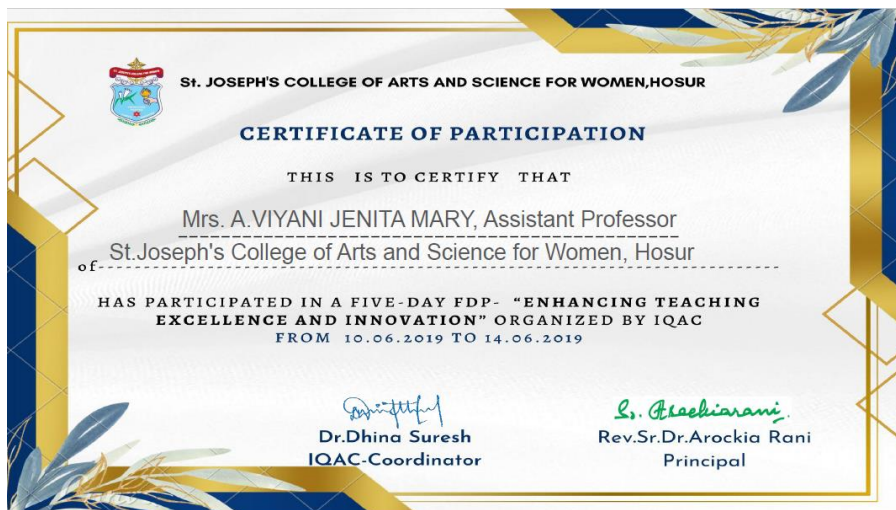 St. JOSEPH'S COLLEGE OF ARTS AND SCIENCE FOR WOMEN,HOSUR
CERTIFICATE OF PARTICIPATION
THIS IS TO CERTIFY THAT
Mrs. A.VIYANI JENITA MARY, Assistant Professor
of St.Joseph's College of Arts and Science for Women, Hosur
HAS PARTICIPATED IN A FIVE-DAY FDP- “ENHANCING TEACHING
EXCELLENCE AND INNOVATION” ORGANIZED BY IQAC
FROM 10.06.2019 TO 14.06.2019
Dr.Dhina Suresh
IQAC-Coordinator
Rev.Sr.Dr.Arockia Rani
Principal